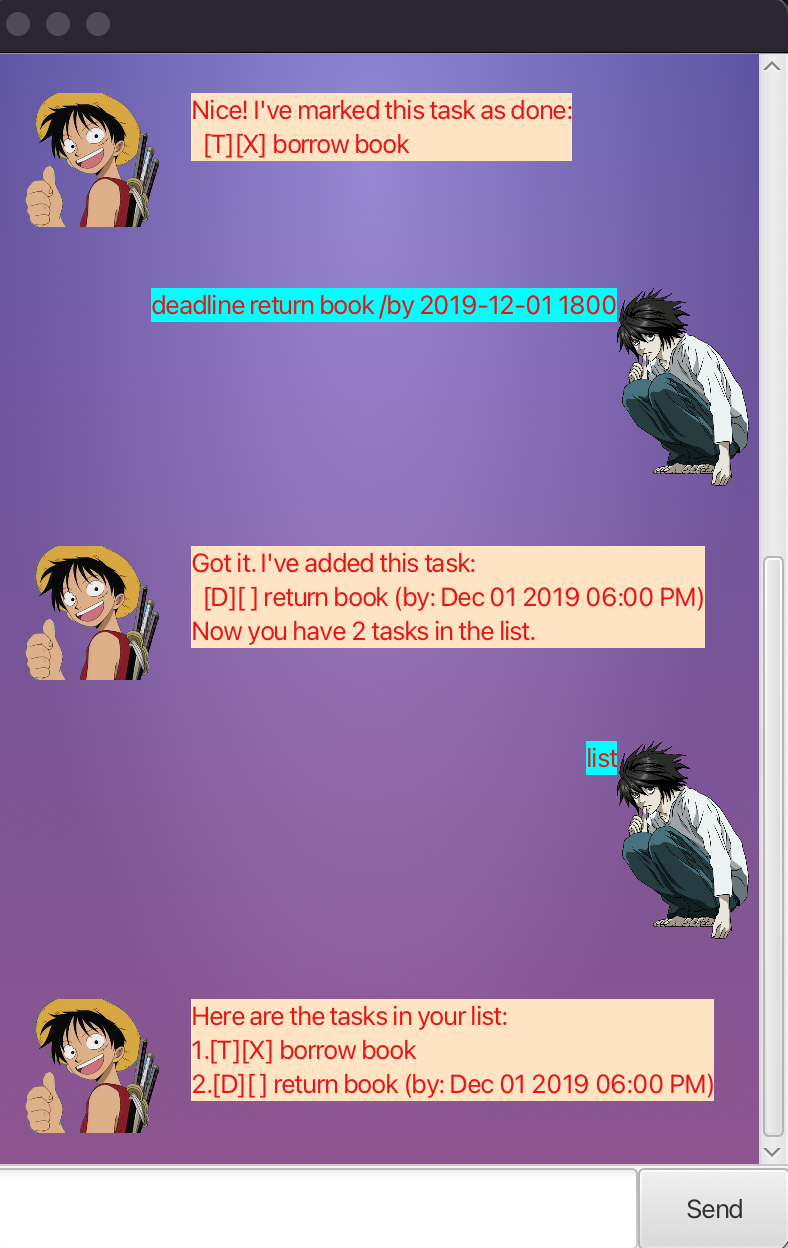 Nice! I've marked this task as done:
[T][X] borrow book
deadline return book /by 2019-12-01 1800
Got it. I've added this task:
[D][ ] return book (by: Dec 01 2019 06:00 PM)
Now you have 2 tasks in the list.
list
Here are the tasks in your list:
1.[T][X] borrow book
2.[D][ ] return book (by: Dec 01 2019 06:00 PM)
Send